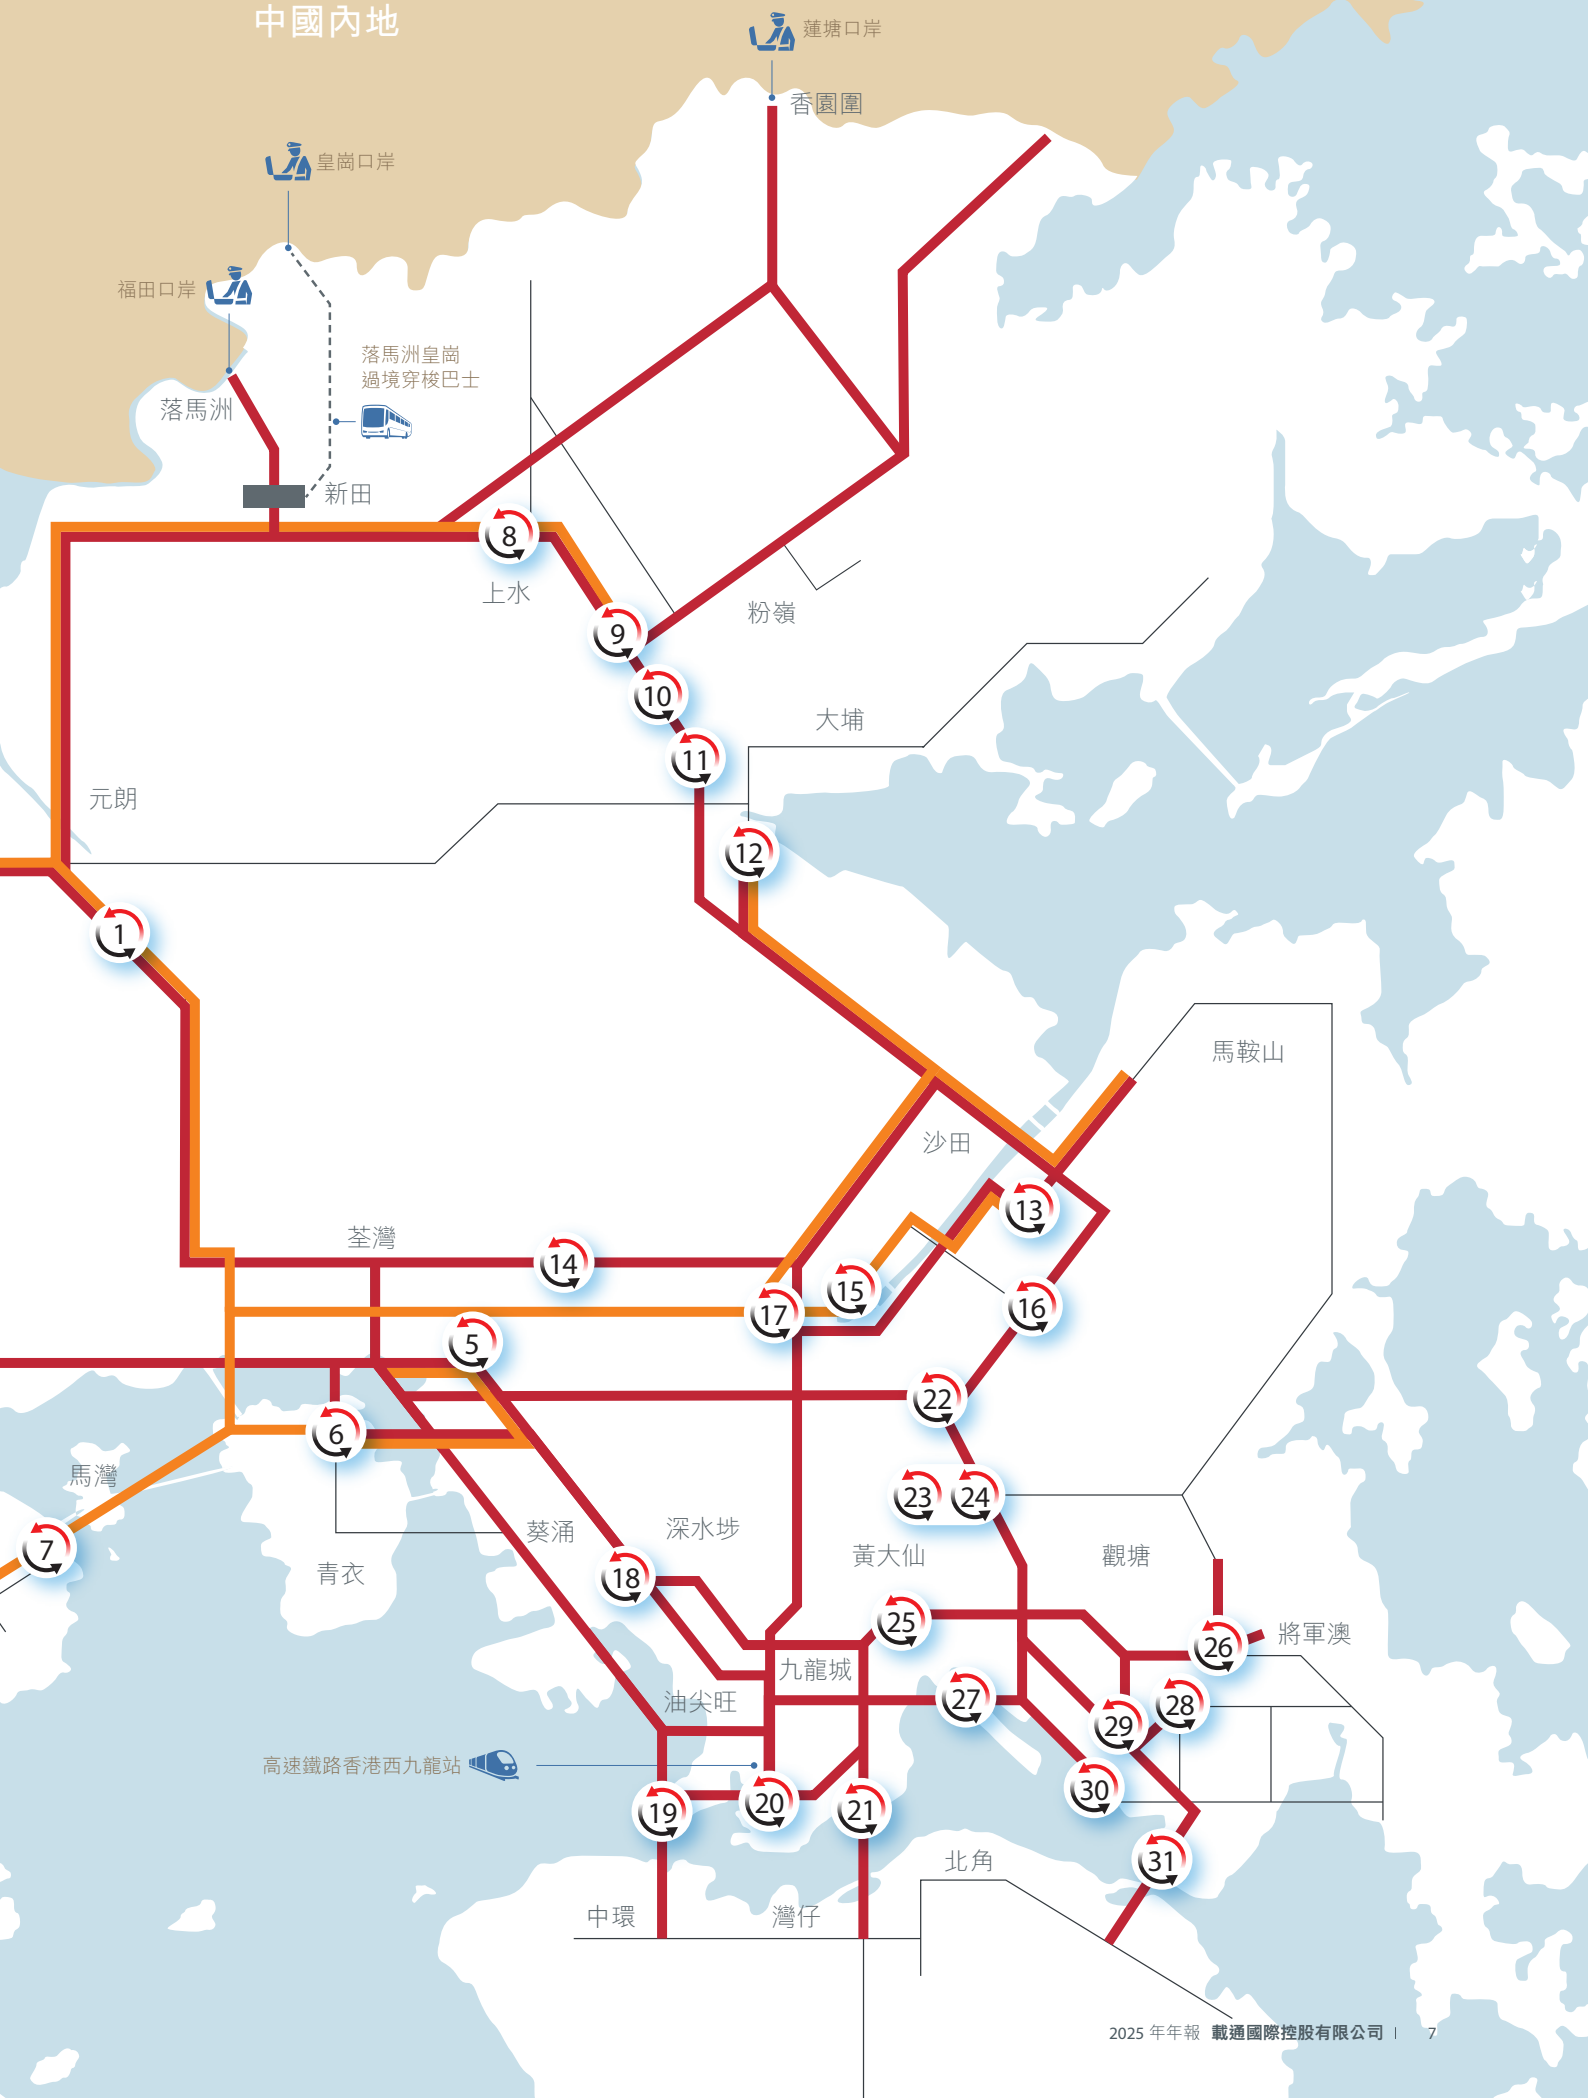 中國內地
蓮塘口岸
香園圍
皇崗口岸
福田口岸
落馬洲皇崗
過境穿梭巴士
落馬洲
新田
8
上水
9
粉嶺
10
大埔
11
元朗
12
1
馬鞍山
沙田
13
荃灣
14
15
16
17
5
22
6
馬灣
23
24
7
葵涌
深水埗
黃大仙
觀塘
青衣
18
25
26
將軍澳
九龍城
油尖旺
27
28
29
高速鐵路香港西九龍站
30
19
20
21
31
北角
中環
灣仔
2025 年年報 載通國際控股有限公司 | 7